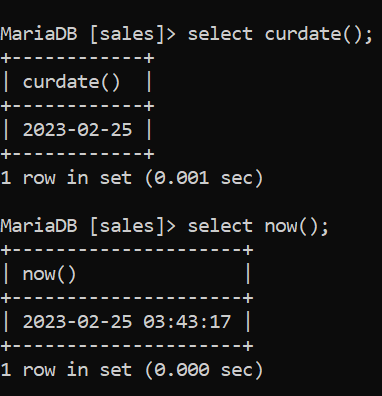 MariaDB [sales]> select curdate();
+------------+
| curdate()  |
+------------+
| 2023-02-25 |
+------------+
1 row in set (0.001 sec)

MariaDB [sales]> select now();
+---------------------+
| now()               |
+---------------------+
| 2023-02-25 03:43:17 |
+---------------------+
1 row in set (0.000 sec)